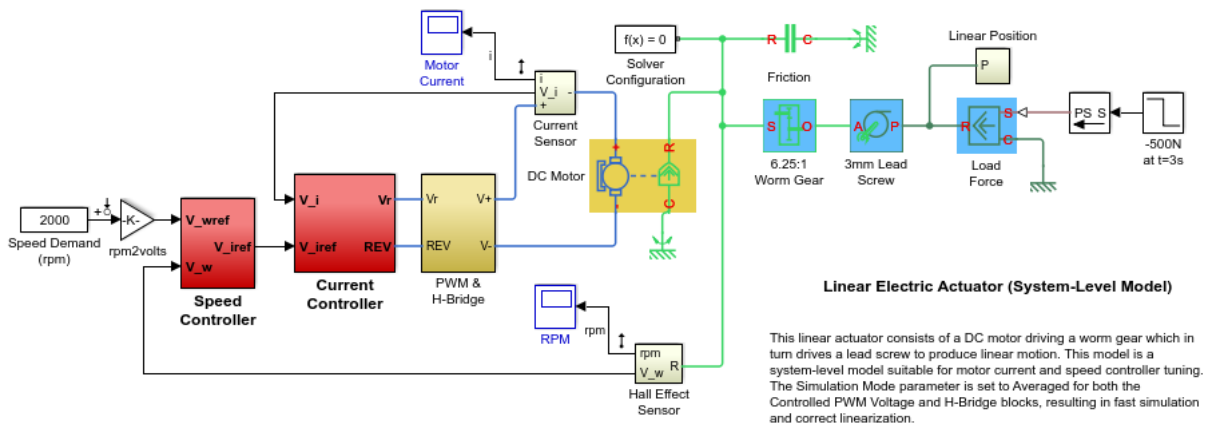 Motor
Current
i
i
V_i
+
-
Current
Sensor
f(x) = 0
Solver
Configuration
R
C
Friction
Linear Position
P
S
O
6.25:1
Worm Gear
A
P
3mm Lead
Screw
R
S
C
Load
Force
PS S
-500N
at t=3s
DC Motor
+
-
R
C
2000
Speed Demand
(rpm)
+
-K-
rpm2volts
V_wref
V_w
V_iref
Speed
Controller
V_i
V_iref
Vr
REV
Current
Controller
Vr
REV
V+
V-
PWM &
H-Bridge
RPM
rpm
rpm
V_w
R
Hall Effect
Sensor
Linear Electric Actuator (System-Level Model)
This linear actuator consists of a DC motor driving a worm gear which in
turn drives a lead screw to produce linear motion. This model is a
system-level model suitable for motor current and speed controller tuning.
The Simulation Mode parameter is set to Averaged for both the
Controlled PWM Voltage and H-Bridge blocks, resulting in fast simulation
and correct linearization.